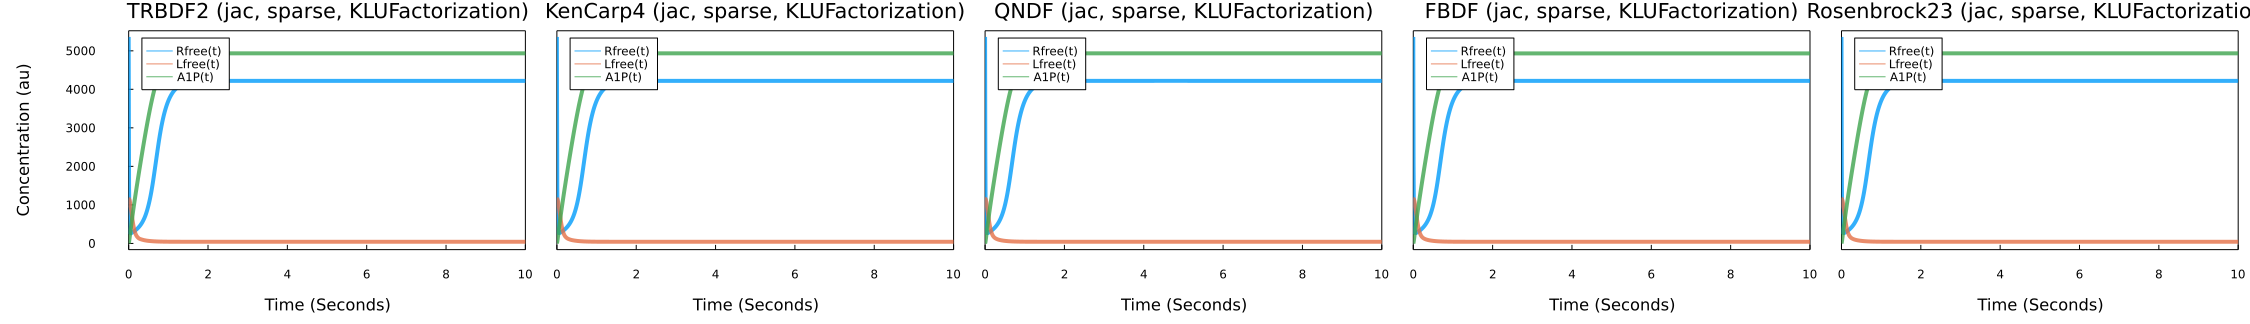 TRBDF2 (jac, sparse, KLUFactorization)
KenCarp4 (jac, sparse, KLUFactorization)
QNDF (jac, sparse, KLUFactorization)
FBDF (jac, sparse, KLUFactorization)
Rosenbrock23 (jac, sparse, KLUFactorizatio
Concentration (au)
5000
4000
3000
2000
1000
0
Rfree(t)
Lfree(t)
A1P(t)
0 2 4 6 8 10
Time (Seconds)
Rfree(t)
Lfree(t)
A1P(t)
0 2 4 6 8 10
Time (Seconds)
Rfree(t)
Lfree(t)
A1P(t)
0 2 4 6 8 10
Time (Seconds)
Rfree(t)
Lfree(t)
A1P(t)
0 2 4 6 8 10
Time (Seconds)
Rfree(t)
Lfree(t)
A1P(t)
0 2 4 6 8 10
Time (Seconds)